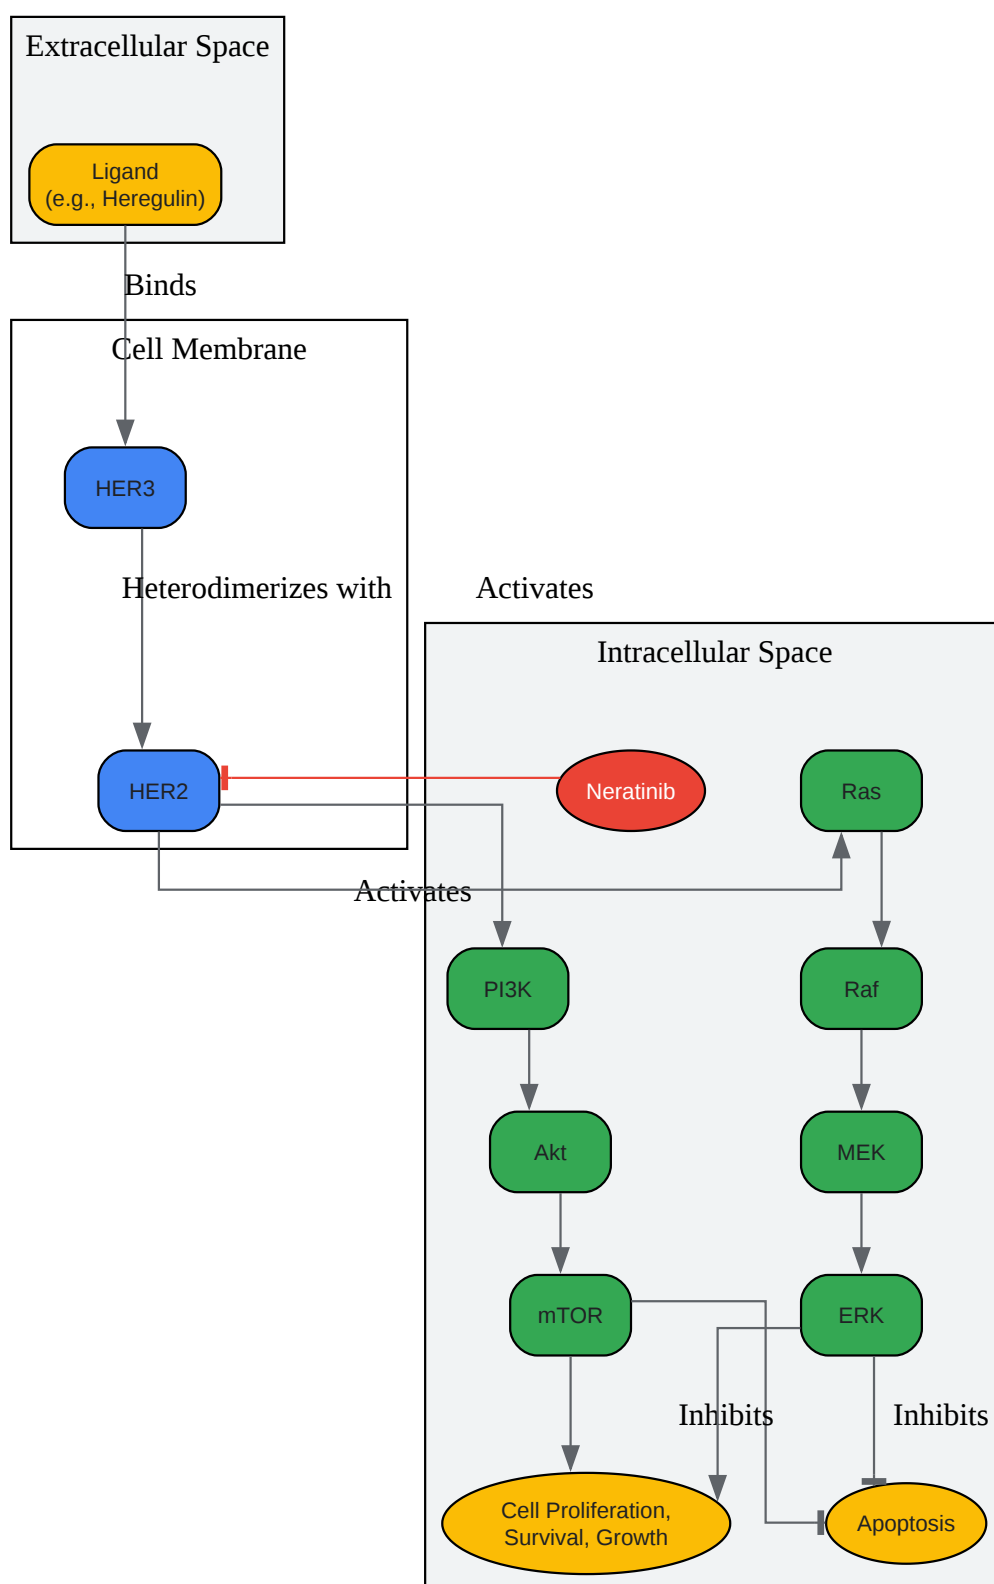 Extracellular Space
Ligand
(e.g., Heregulin)
Binds
Cell Membrane
HER3
Heterodimerizes with
Activates
Intracellular Space
HER2
Neratinib
Ras
Activates
PI3K
Raf
Akt
MEK
mTOR
ERK
Inhibits
Inhibits
Cell Proliferation,
Survival, Growth
Apoptosis